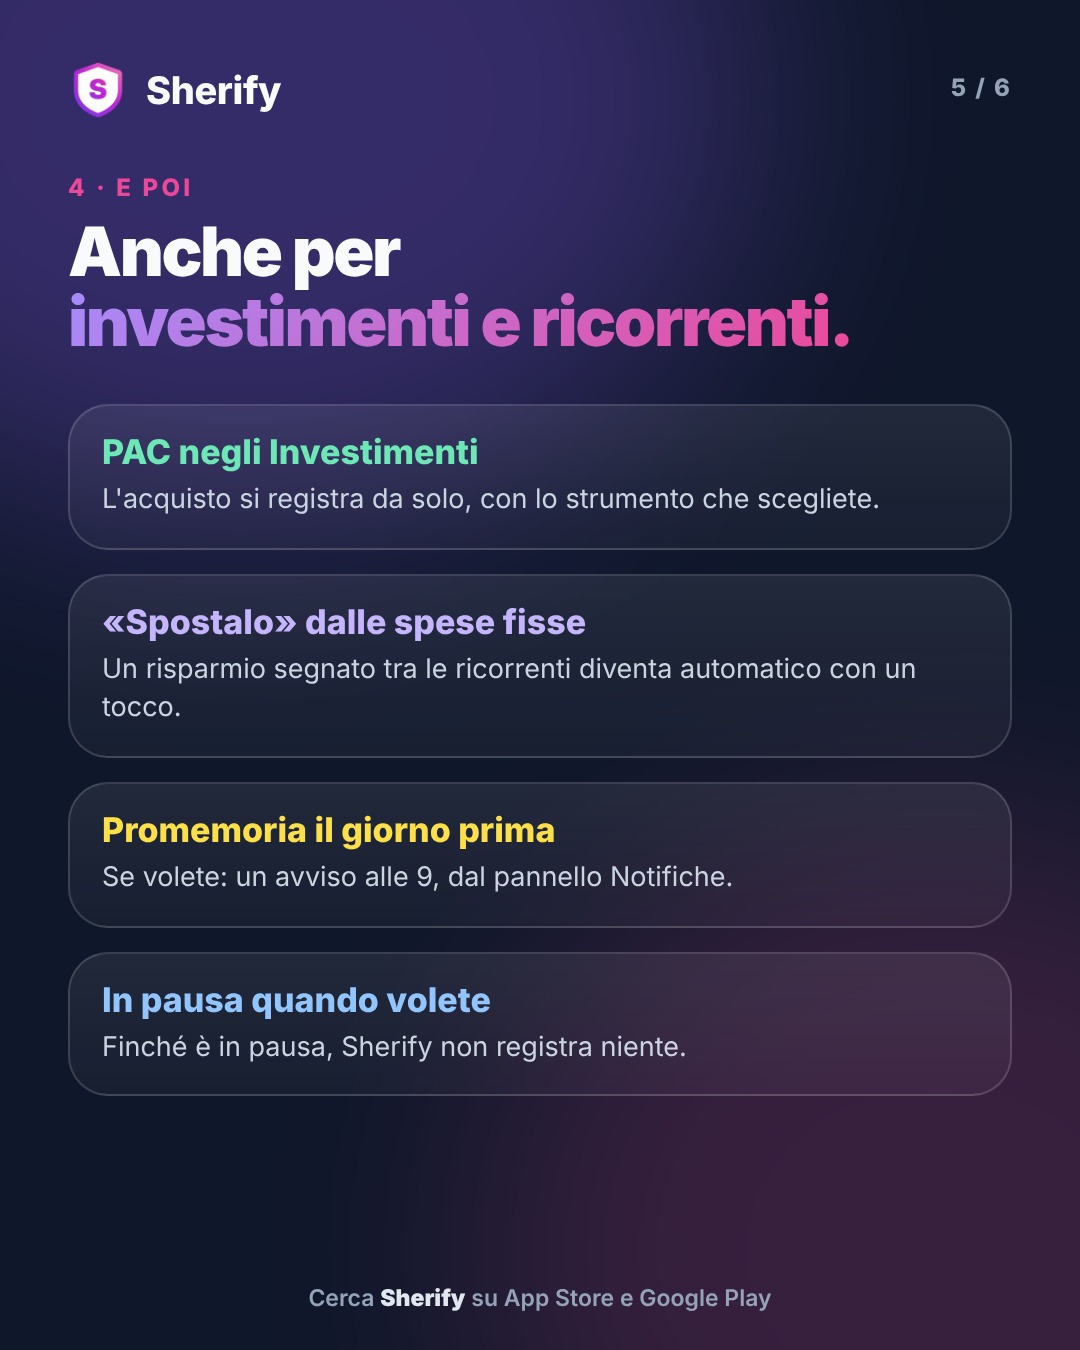 Sherify
5 / 6
4 · E POI
Anche per
investimenti e ricorrenti.
PAC negli Investimenti
L'acquisto si registra da solo, con lo strumento che scegliete.
«Spostalo» dalle spese fisse
Un risparmio segnato tra le ricorrenti diventa automatico con un
tocco.
Promemoria il giorno prima
Se volete: un avviso alle 9, dal pannello Notifiche.
In pausa quando volete
Finché è in pausa, Sherify non registra niente.
Cerca Sherify su App Store e Google Play